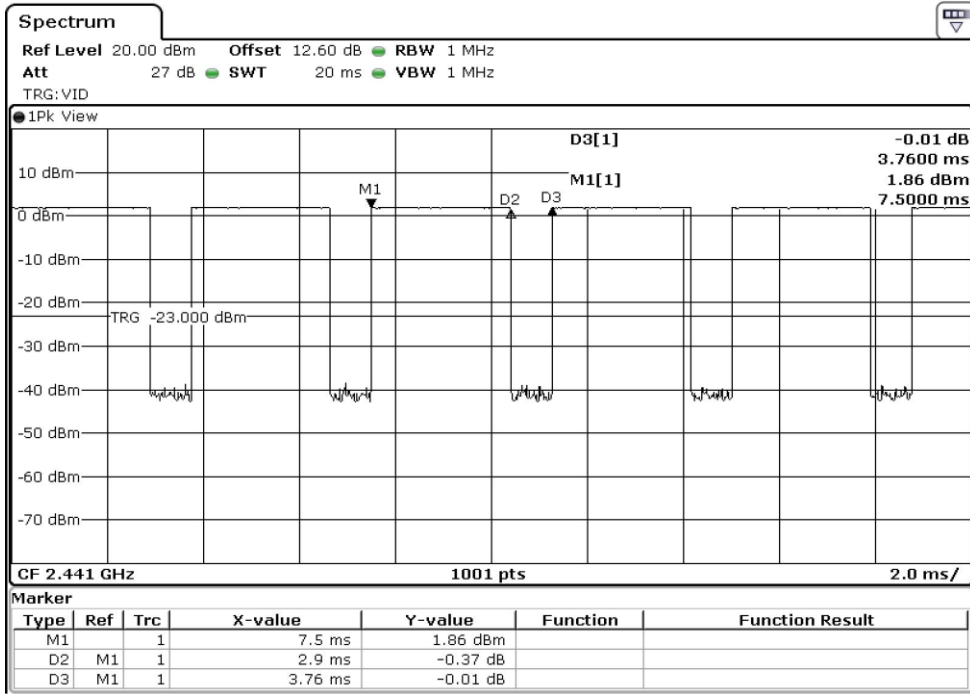 Spectrum
Ref Level 20.00 dBm Offset 12.60 dB RBW 1 MHz
Att 27 dB SWT 20 ms VBW 1 MHz
TRG:VID
1Pk View
D3[1] -0.01 dB
3.7600 ms
10 dBm
M1[1] 1.86 dBm
7.5000 ms
M1
D2 D3
0 dBm
-10 dBm
-20 dBm
TRG -23.000 dBm
-30 dBm
-40 dBm
-50 dBm
-60 dBm
-70 dBm
CF 2.441 GHz 1001 pts 2.0 ms/
Marker
Type Ref Trc X-value Y-value Function Function Result
M1 1 7.5 ms 1.86 dBm
D2 M1 1 2.9 ms -0.37 dB
D3 M1 1 3.76 ms -0.01 dB